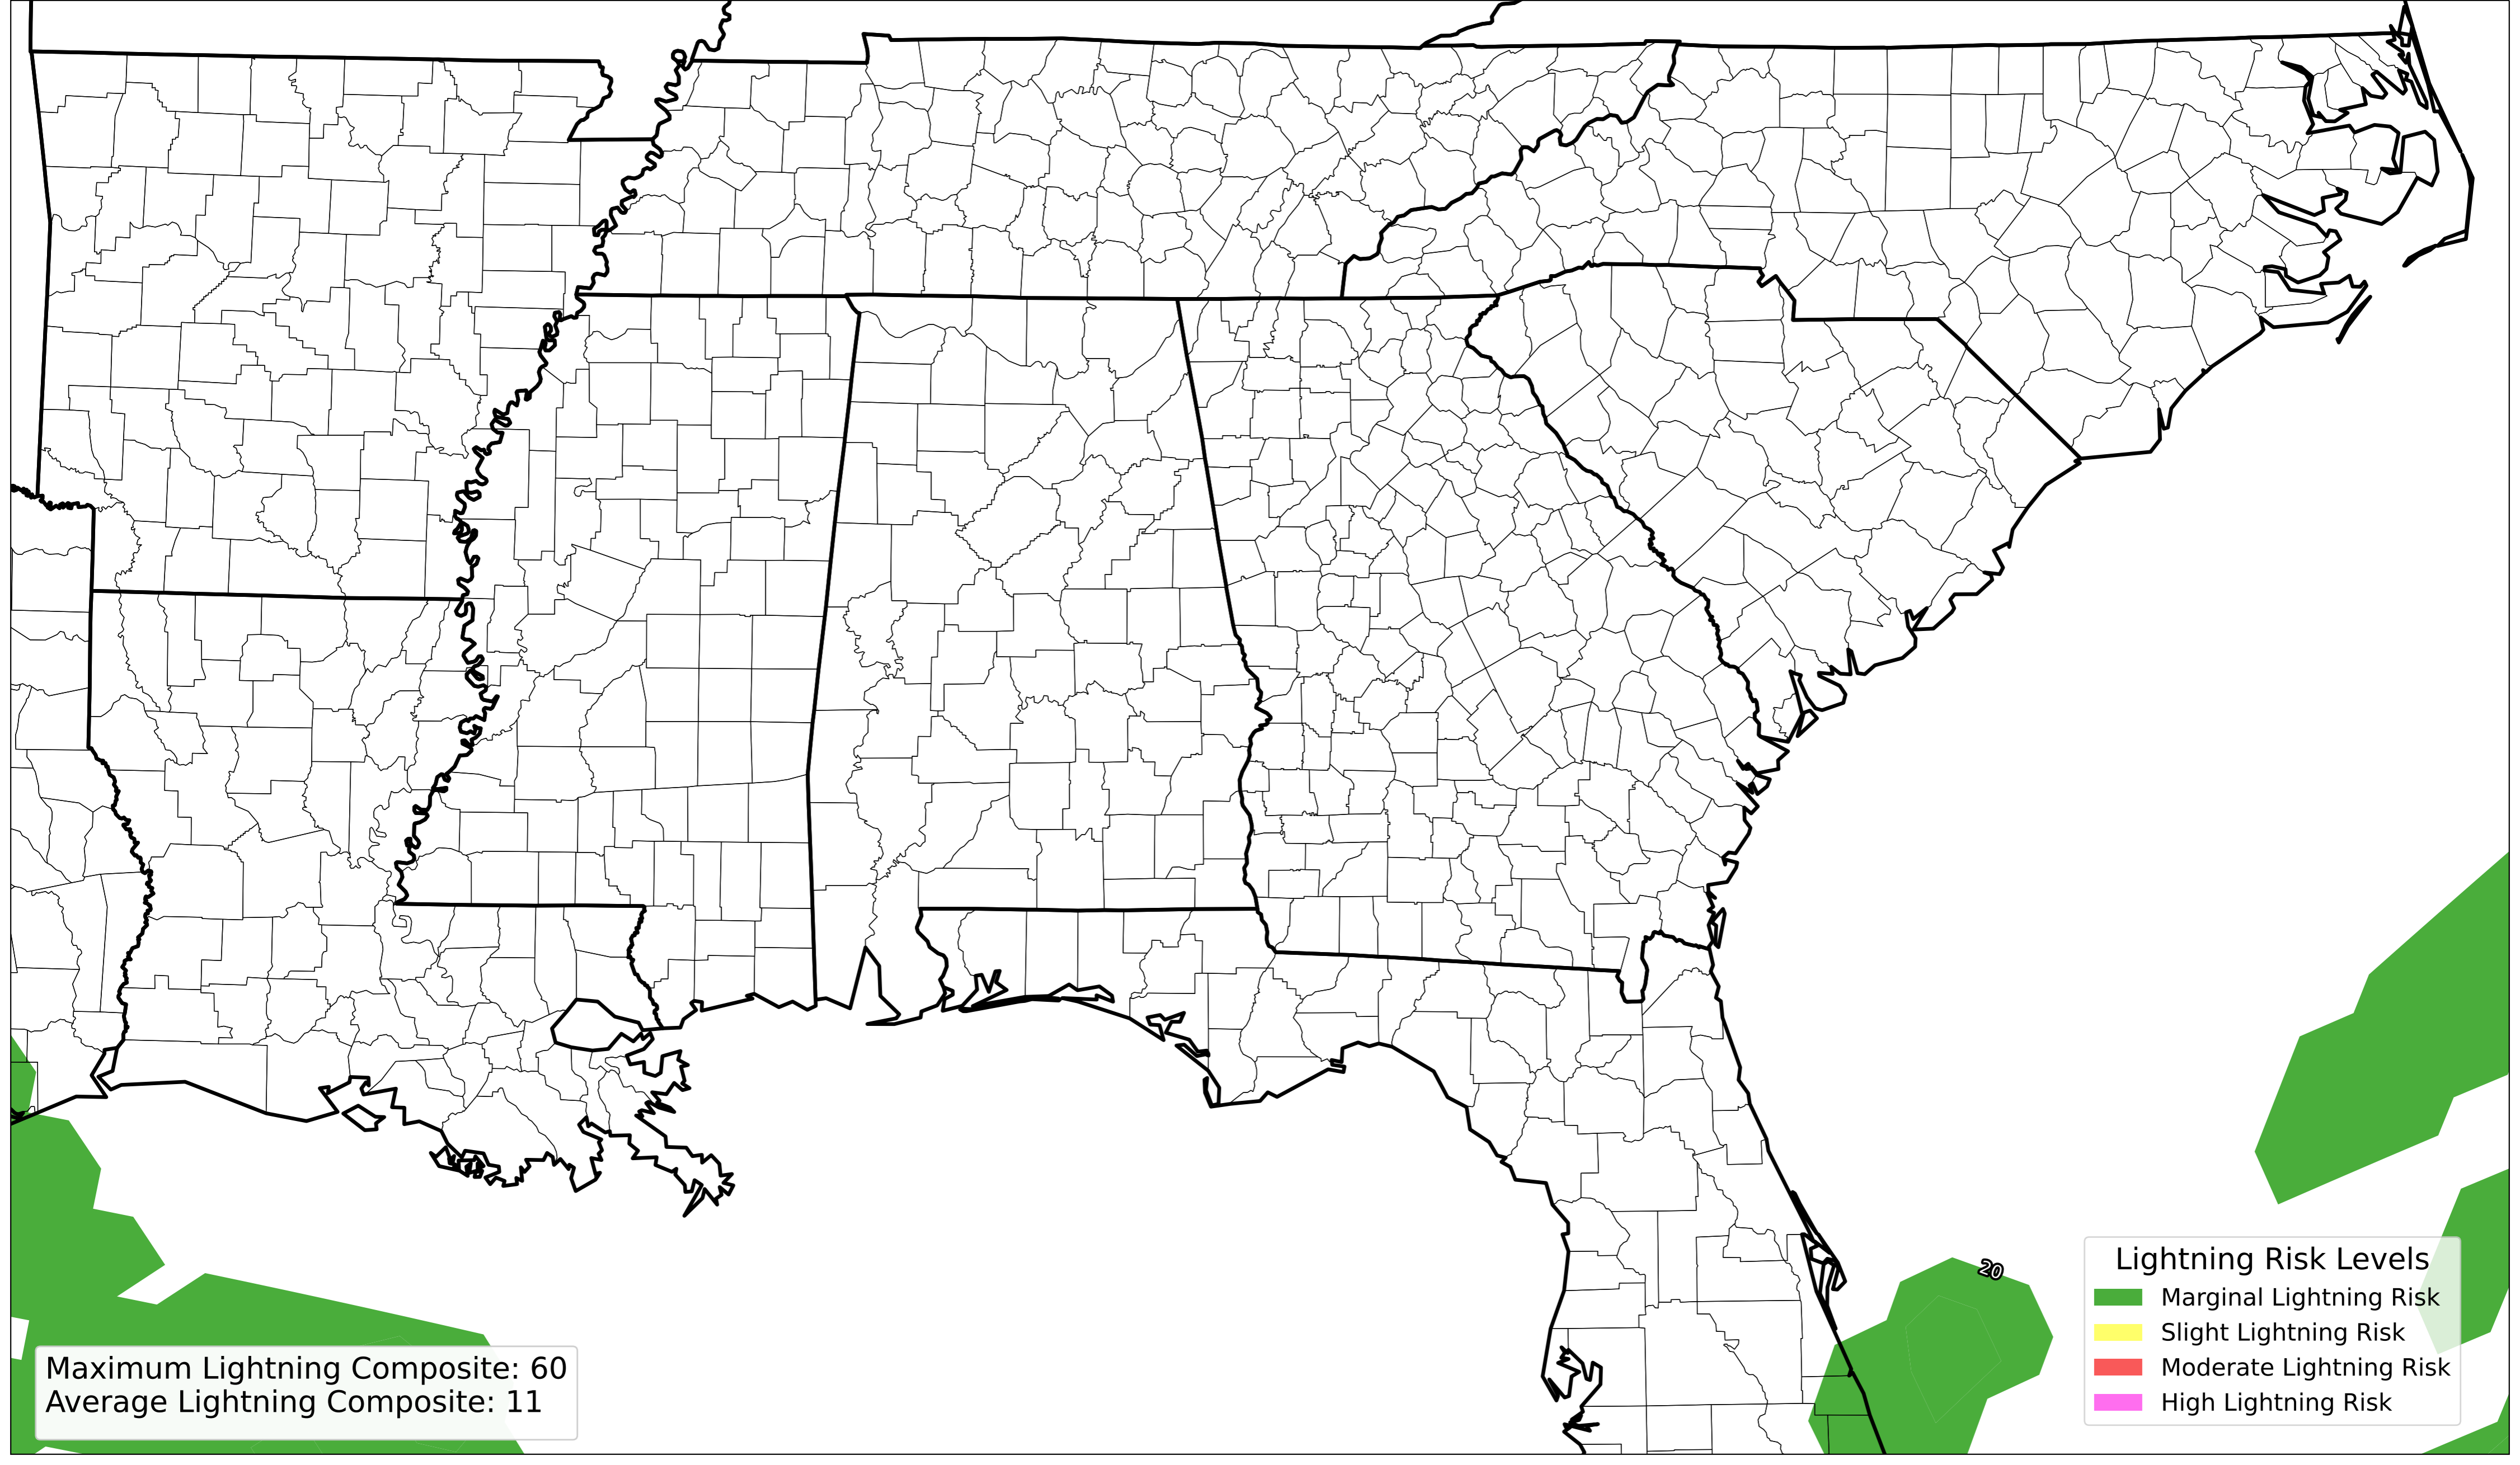 20
Lightning Risk Levels
Marginal Lightning Risk
Slight Lightning Risk
Moderate Lightning Risk
High Lightning Risk
Maximum Lightning Composite: 60
Average Lightning Composite: 11